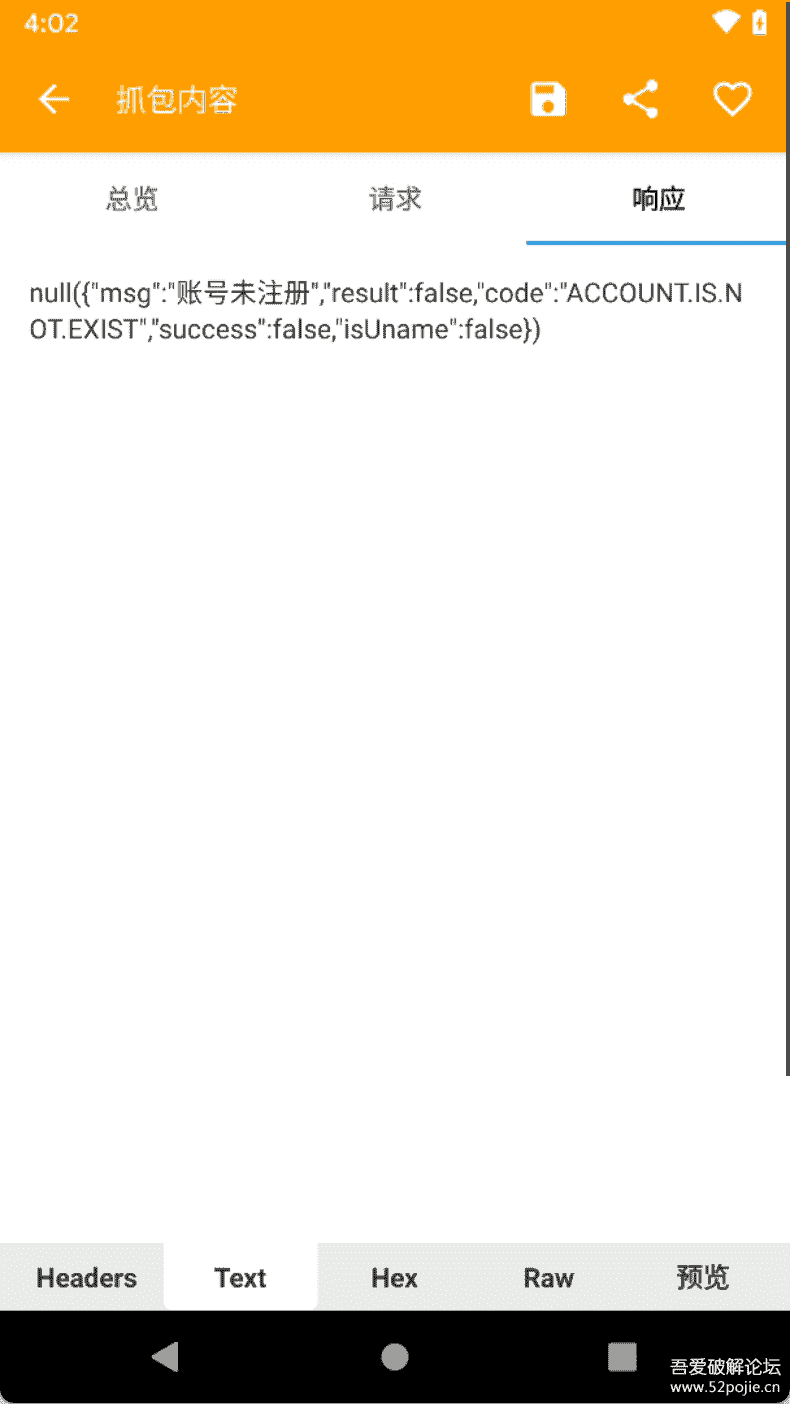 4:02
抓包内容
总览 请求 响应
null({"msg":"账号未注册","result":false,"code":"ACCOUNT.IS.N
OT.EXIST","success":false,"isUname":false})
Headers Text Hex Raw 预览
吾爱破解论坛
www.52pojie.cn